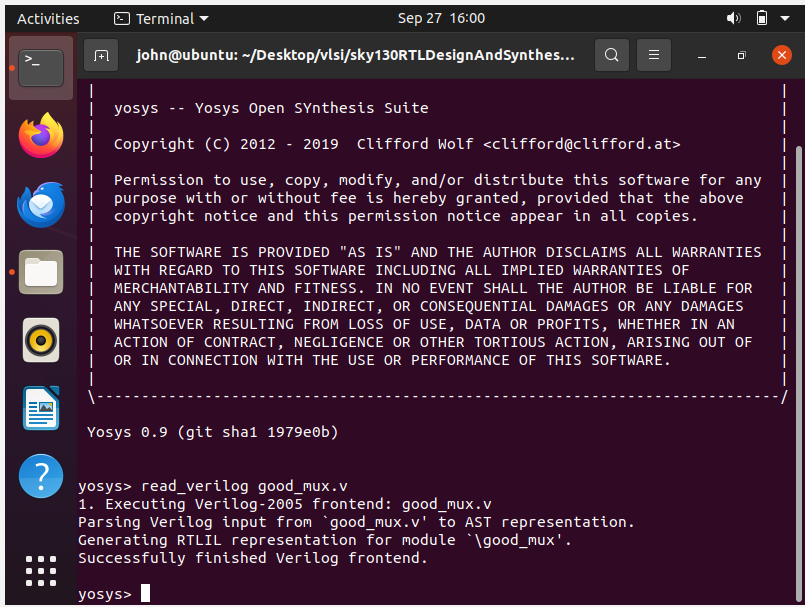 Activities
Terminal
Sep 27 16:00
john@ubuntu: ~/Desktop/vlsi/sky130RTLDesignAndSynthes...
yosys -- Yosys Open SYnthesis Suite
Copyright (C) 2012 - 2019 Clifford Wolf <clifford@clifford.at>
Permission to use, copy, modify, and/or distribute this software for any
purpose with or without fee is hereby granted, provided that the above
copyright notice and this permission notice appear in all copies.
THE SOFTWARE IS PROVIDED "AS IS" AND THE AUTHOR DISCLAIMS ALL WARRANTIES
WITH REGARD TO THIS SOFTWARE INCLUDING ALL IMPLIED WARRANTIES OF
MERCHANTABILITY AND FITNESS. IN NO EVENT SHALL THE AUTHOR BE LIABLE FOR
ANY SPECIAL, DIRECT, INDIRECT, OR CONSEQUENTIAL DAMAGES OR ANY DAMAGES
WHATSOEVER RESULTING FROM LOSS OF USE, DATA OR PROFITS, WHETHER IN AN
ACTION OF CONTRACT, NEGLIGENCE OR OTHER TORTIOUS ACTION, ARISING OUT OF
OR IN CONNECTION WITH THE USE OR PERFORMANCE OF THIS SOFTWARE.
\----------------------------------------------------------------------------/
Yosys 0.9 (git sha1 1979e0b)
yosys> read_verilog good_mux.v
1. Executing Verilog-2005 frontend: good_mux.v
Parsing Verilog input from `good_mux.v' to AST representation.
Generating RTLIL representation for module `\good_mux'.
Successfully finished Verilog frontend.
yosys>